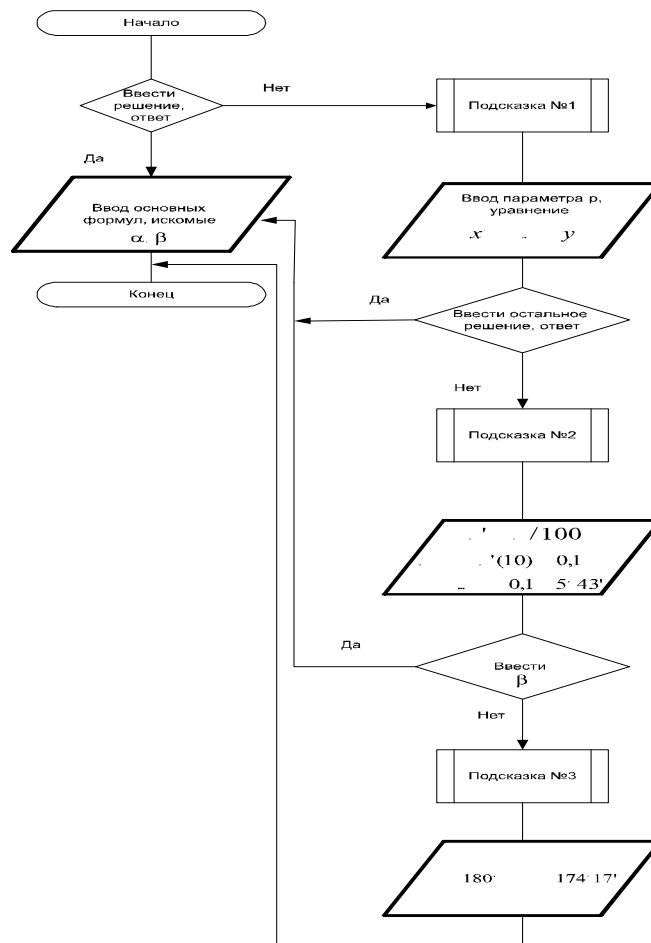 Начало
Ввести
решение,
ответ
Нет
Подсказка №1
Да
Ввод основных
формул, искомые
α, β
Ввод параметра p,
уравнение
x y
Конец
Да
Ввести остальное
решение, ответ
Нет
Подсказка №2
' /100
'(10) 0,1
0,1 5 43'
Да
Ввести
β
Нет
Подсказка №3
180 174 17'